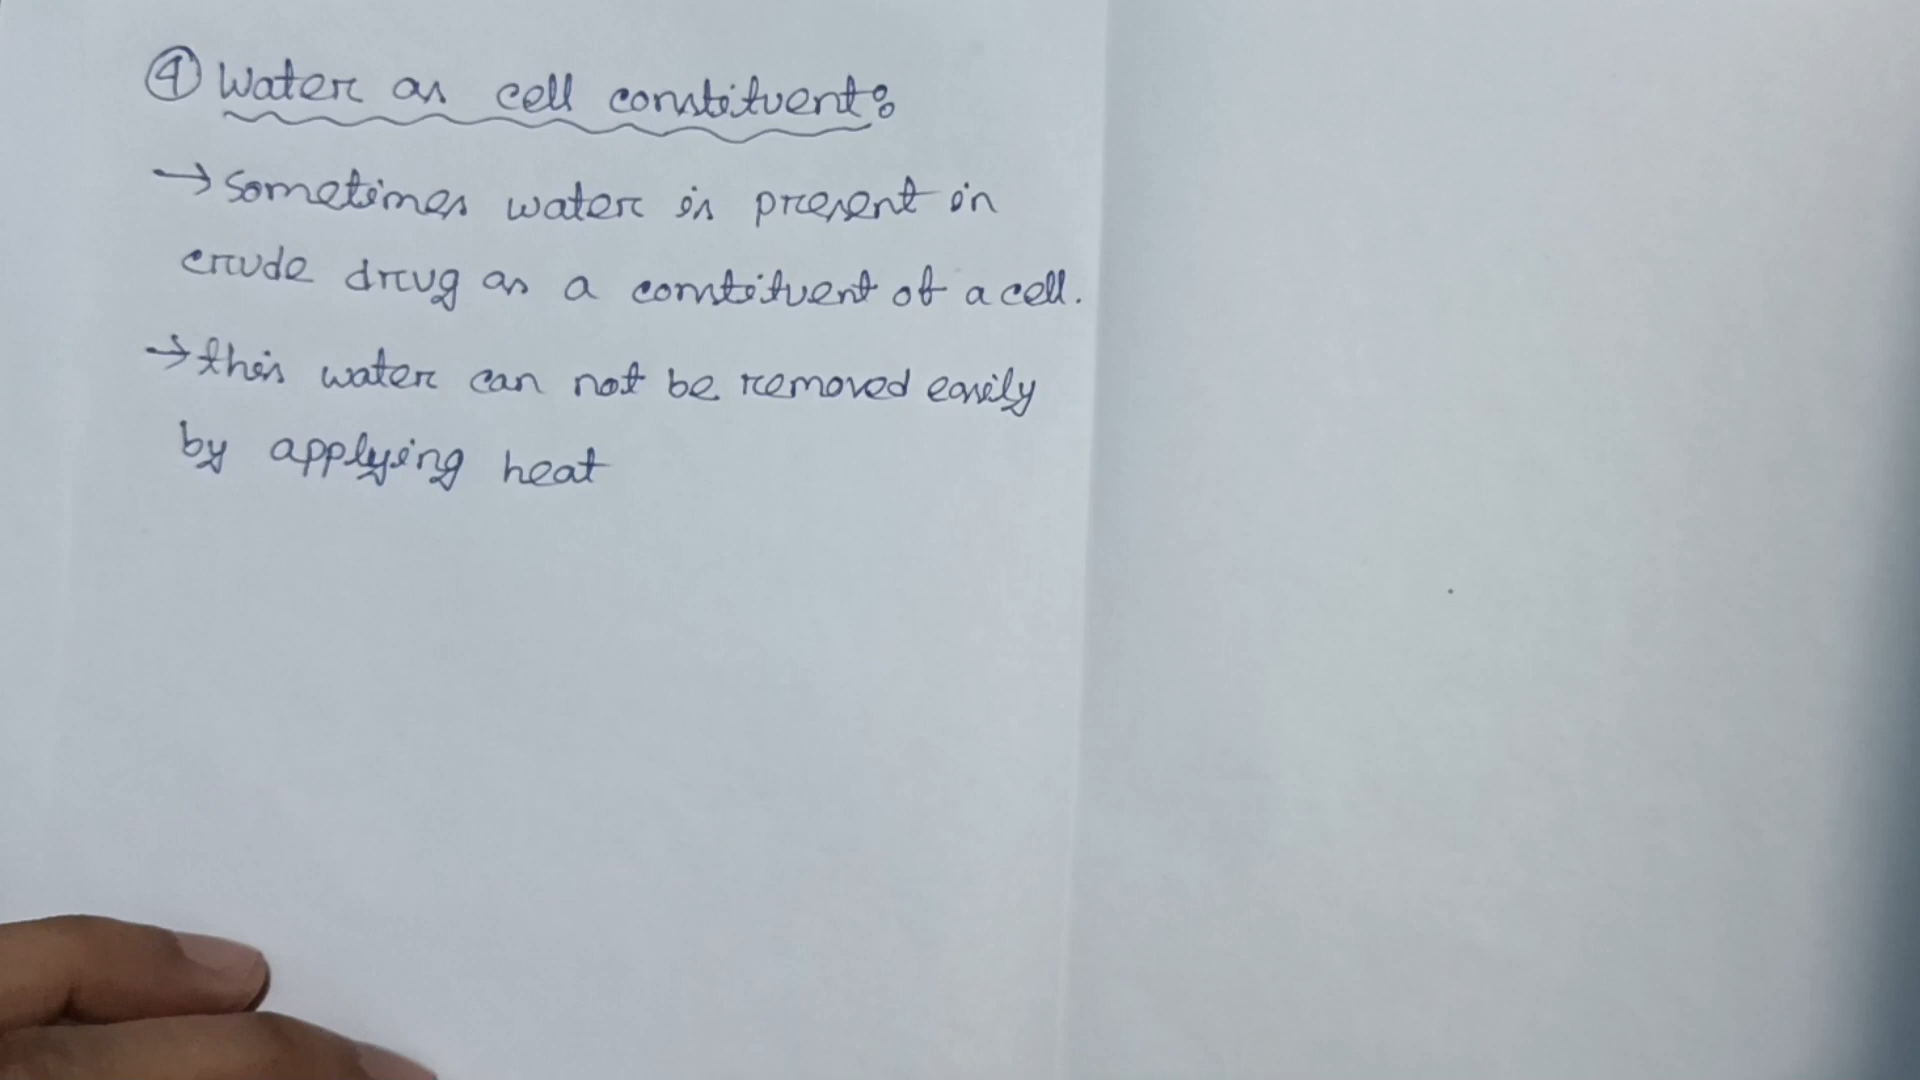 ④ Water as cell constituent:
→ Sometimes water is present in
crude drug as a constituent of a cell.
→ this water can not be removed easily
by applying heat